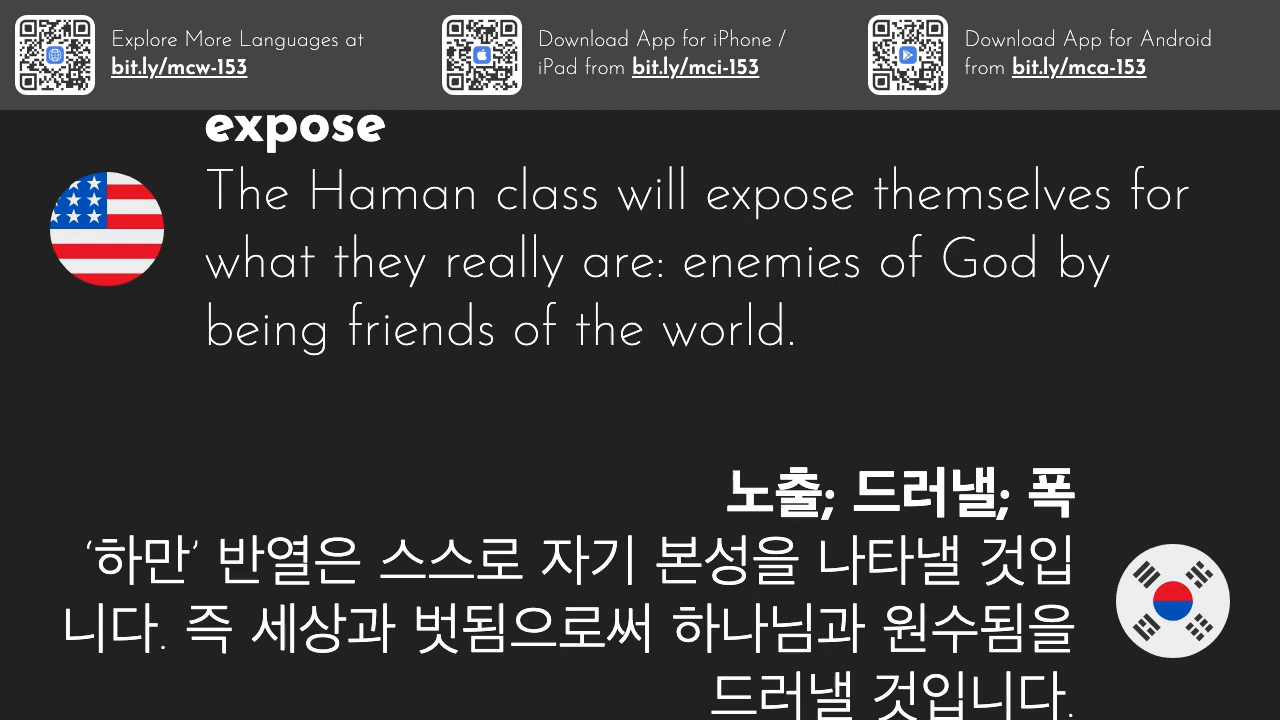 Explore More Languages at
bit.ly/mcw-153
Download App for iPhone /
iPad from bit.ly/mci-153
Download App for Android
from bit.ly/mca-153
expose
The Haman class will expose themselves for
what they really are: enemies of God by
being friends of the world.
노출; 드러낼; 폭
‘하만’ 반열은 스스로 자기 본성을 나타낼 것입
니다. 즉 세상과 벗됨으로써 하나님과 원수됨을
드러낼 것입니다.